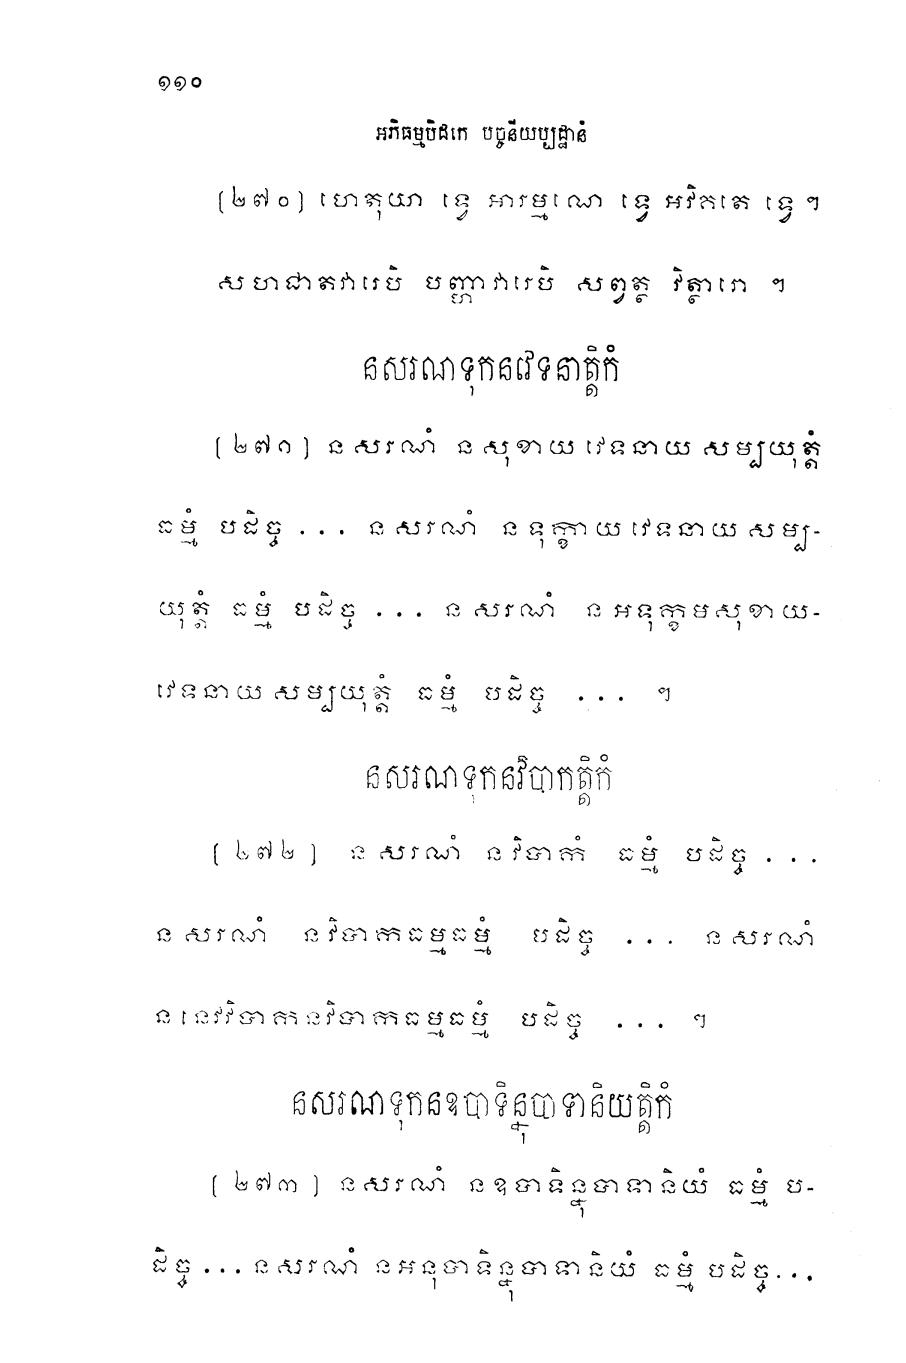 ១១០
អភិធម្មបិដកេ បច្ចនីយប្បដ្ឋានំ
(២៧០) ហេតុយា ទ្វេ អារម្មណេ ទ្វេ អវិគតេ ទ្វេ ។
សហជាតវារេបិ បញ្ហាវារេបិ សព្វត្ថ វិត្ថារោ ។
នសរណទុកនវេទនាត្តិកំ
(២៧១) ន សរណំ ន សុខាយ វេទនាយ សម្បយុត្តំ
ធម្មំ បដិច្ច ... ន សរណំ ន ទុក្ខាយ វេទនាយ សម្ប-
យុត្តំ ធម្មំ បដិច្ច ... ន សរណំ ន អទុក្ខមសុខាយ-
វេទនាយ សម្បយុត្តំ ធម្មំ បដិច្ច ... ។
នសរណទុកនវិបាកត្តិកំ
(២៧២) ន សរណំ ន វិបាកំ ធម្មំ បដិច្ច ...
ន សរណំ ន វិបាកធម្មធម្មំ បដិច្ច ... ន សរណំ
ន នេវវិបាកនវិបាកធម្មធម្មំ បដិច្ច ... ។
នសរណទុកនឧបាទិន្នុបាទានិយត្តិកំ
(២៧៣) ន សរណំ ន ឧបាទិន្នុបាទានិយំ ធម្មំ ប-
ដិច្ច ... ន សរណំ ន អនុបាទិន្នុបាទានិយំ ធម្មំ បដិច្ច ...